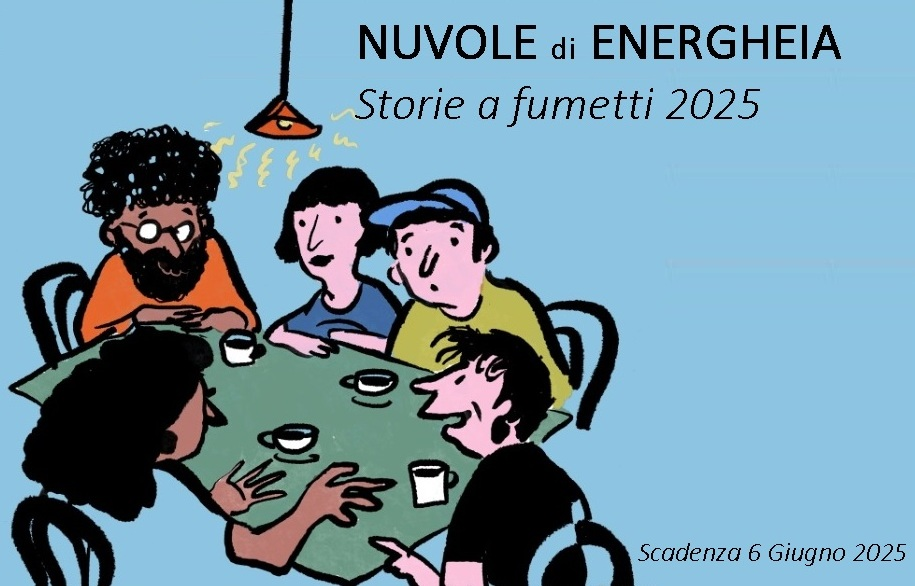 NUVOLE di ENERGHEIA
Storie a fumetti 2025
Scadenza 6 Giugno 2025